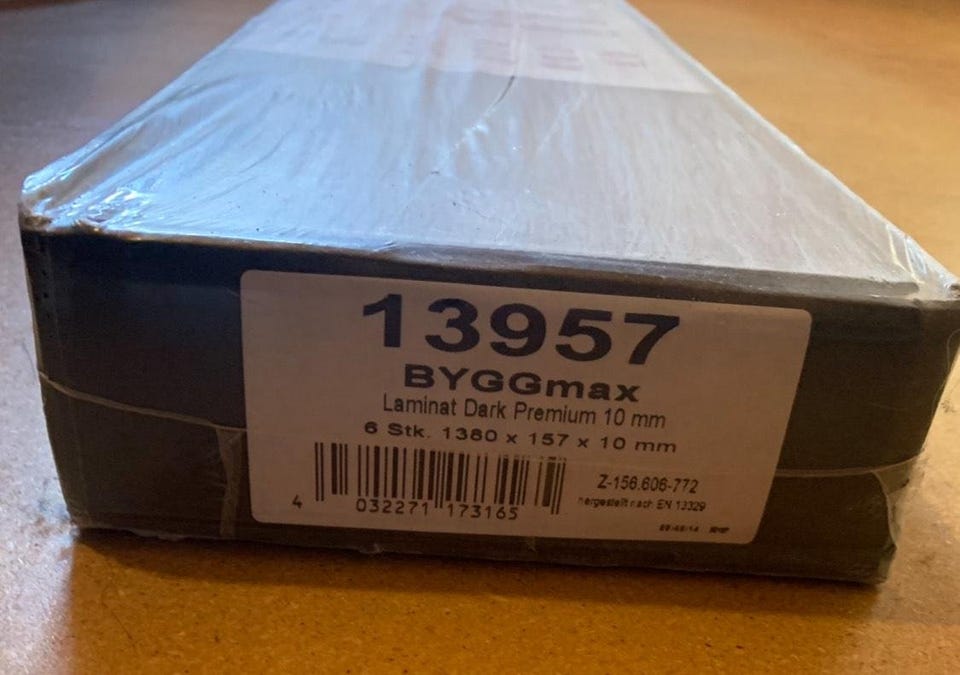 13957
BYGGmax
Laminat Dark Premium 10 mm
6 Stk. 1380 x 157 x 10 mm
Z-156.606-772
hergestellt nach EN 13329
4 032271 173165